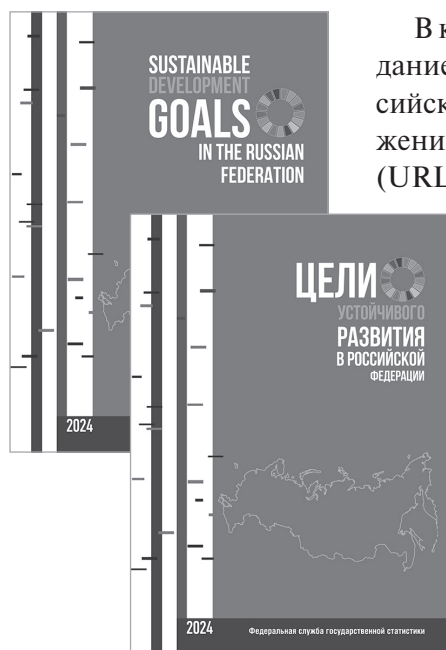 SUSTAINABLE
DEVELOPMENT
GOALS
IN THE RUSSIAN
FEDERATION
2024
В к
дание
сийск
жени
(URL
ЦЕЛИ
УСТОЙЧИВОГО
РАЗВИТИЯ
В РОССИЙСКОЙ
ФЕДЕРАЦИИ
2024 Федеральная служба государственной статистики